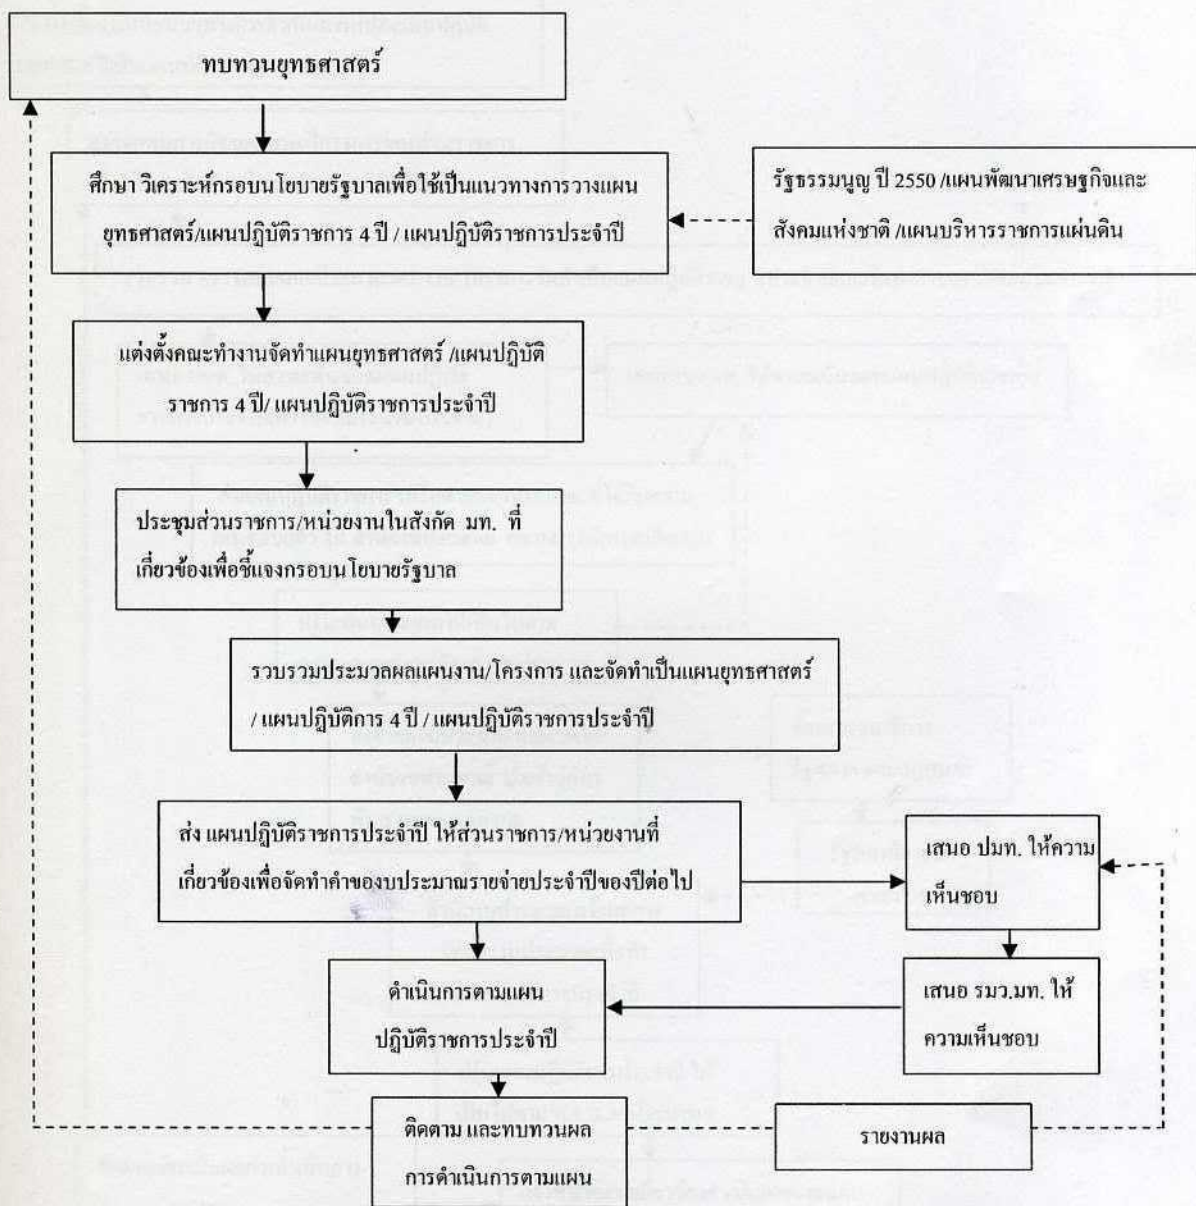 ทบทวนยุทธศาสตร์
ศึกษา วิเคราะห์กรอบนโยบายรัฐบาลเพื่อใช้เป็นแนวทางการวางแผน
ยุทธศาสตร์/แผนปฏิบัติราชการ 4 ปี / แผนปฏิบัติราชการประจำปี
รัฐธรรมนูญ ปี 2550 /แผนพัฒนาเศรษฐกิจและ
สังคมแห่งชาติ /แผนบริหารราชการแผ่นดิน
แต่งตั้งคณะทำงานจัดทำแผนยุทธศาสตร์ /แผนปฏิบัติ
ราชการ 4 ปี/ แผนปฏิบัติราชการประจำปี
ประชุมส่วนราชการ/หน่วยงานในสังกัด มท. ที่
เกี่ยวข้องเพื่อชี้แจงกรอบนโยบายรัฐบาล
รวบรวมประมวลผลแผนงาน/โครงการ และจัดทำเป็นแผนยุทธศาสตร์
/ แผนปฏิบัติการ 4 ปี / แผนปฏิบัติราชการประจำปี
ส่ง แผนปฏิบัติราชการประจำปี ให้ส่วนราชการ/หน่วยงานที่
เกี่ยวข้องเพื่อจัดทำคำของบประมาณรายจ่ายประจำปีของปีต่อไป
เสนอ ปมท. ให้ความ
เห็นชอบ
ดำเนินการตามแผน
ปฏิบัติราชการประจำปี
เสนอ รมว.มท. ให้
ความเห็นชอบ
ติดตาม และทบทวนผล
การดำเนินการตามแผน
รายงานผล